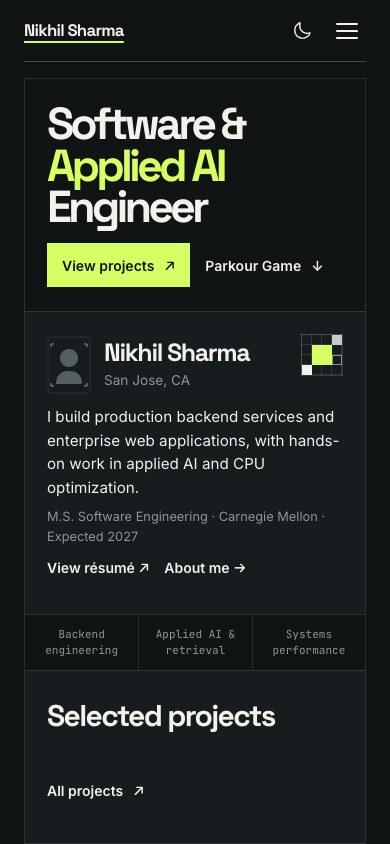 Nikhil Sharma
Software &
Applied AI
Engineer
View projects ↗
Parkour Game ↓
Nikhil Sharma
San Jose, CA
I build production backend services and
enterprise web applications, with hands-
on work in applied AI and CPU
optimization.
M.S. Software Engineering · Carnegie Mellon ·
Expected 2027
View résumé ↗ About me →
Backend
engineering
Applied AI &
retrieval
Systems
performance
Selected projects
All projects ↗